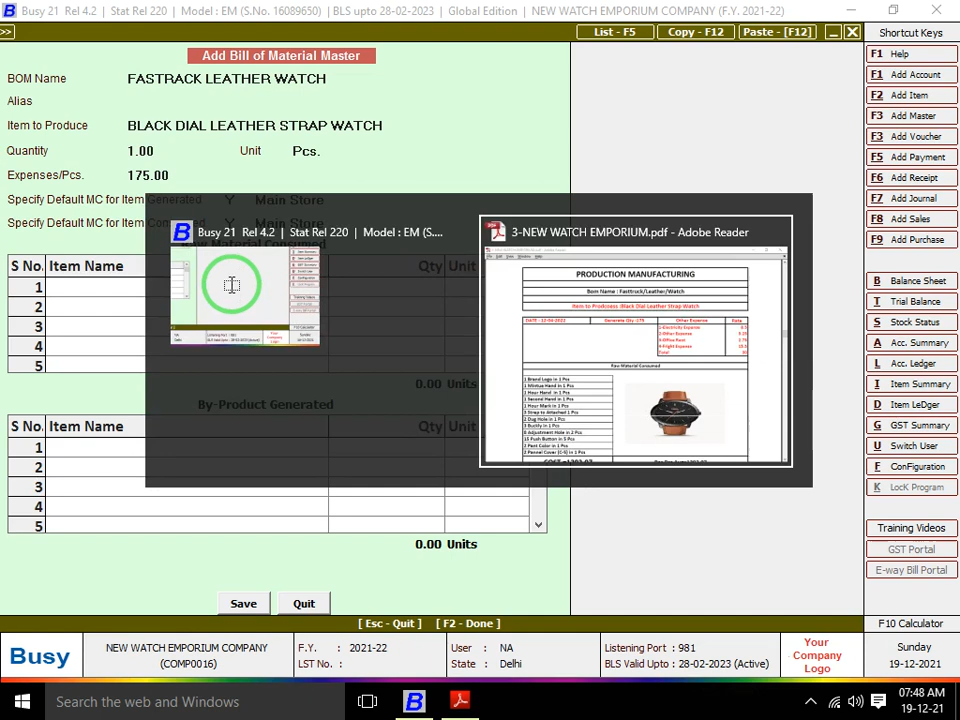 Busy 21 Rel 4.2 | Stat Rel 220 | Model : EM (S.No. 16089650) | BLS upto 28-02-2023 | Global Edition | NEW WATCH EMPORIUM COMPANY (F.Y. 2021-22)
>>
List - F5
Copy - F12
Paste - [F12]
Shortcut Keys
Add Bill of Material Master
BOM Name FASTRACK LEATHER WATCH
Alias
Item to Produce BLACK DIAL LEATHER STRAP WATCH
Quantity 1.00 Unit Pcs.
Expenses/Pcs. 175.00
Specify Default MC for Item Generated Y Main Store
Specify Default MC for Item Y Main Store
S No. Item Name Qty Unit
1
2
3
4
5
0.00 Units
By-Product Generated
S No. Item Name Qty Unit
1
2
3
4
5
0.00 Units
Save
Quit
[ Esc - Quit ] [ F2 - Done ]
Busy 21 Rel 4.2 | Stat Rel 220 | Model : EM (S....
3-NEW WATCH EMPORIUM.pdf - Adobe Reader
PRODUCTION MANUFACTURING
Bom Name : Fasttrack/Leather/Watch
Raw Material Consumed
1 Brand Logo in 1 Pcs
F1 Help
F1 Add Account
F2 Add Item
F3 Add Master
F3 Add Voucher
F5 Add Payment
F6 Add Receipt
F7 Add Journal
F8 Add Sales
F9 Add Purchase
B Balance Sheet
T Trial Balance
S Stock Status
A Acc. Summary
L Acc. Ledger
I Item Summary
D Item LeDger
G GST Summary
U Switch User
F ConFiguration
K LocK Program
Training Videos
GST Portal
E-way Bill Portal
F10 Calculator
Busy
NEW WATCH EMPORIUM COMPANY
(COMP0016)
F.Y. : 2021-22
LST No. :
User : NA
State : Delhi
Listening Port : 981
BLS Valid Upto : 28-02-2023 (Active)
Your
Company
Logo
Sunday
19-12-2021
Search the web and Windows
07:48 AM
19-12-21